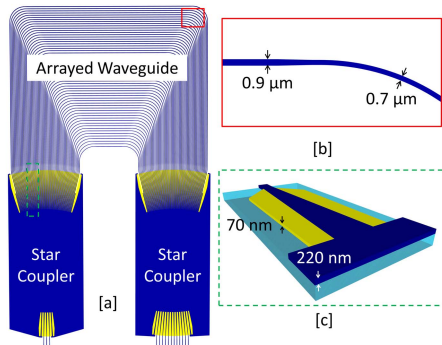 Arrayed Waveguide
Star
Coupler
Star
Coupler
[a]
0.9 µm
0.7 µm
[b]
70 nm
220 nm
[c]